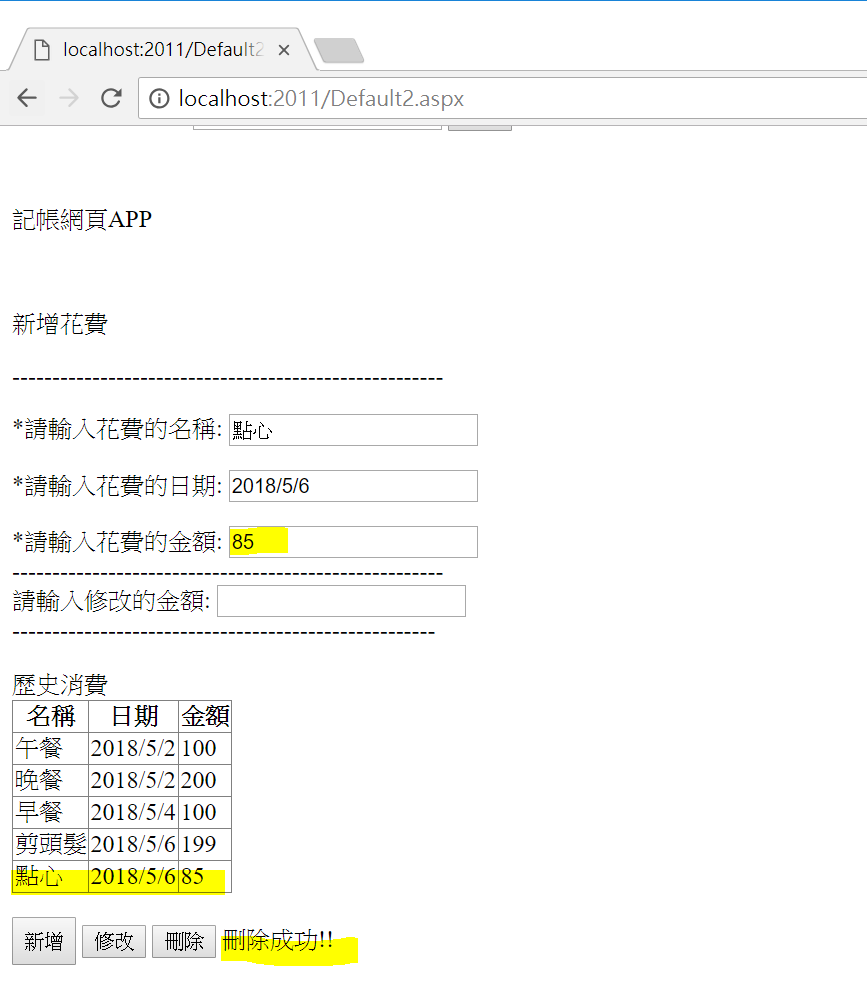 localhost:2011/Default2
localhost:2011/Default2.aspx
記帳網頁APP
新增花費
------------------------------------------------------
*請輸入花費的名稱: 點心
*請輸入花費的日期: 2018/5/6
*請輸入花費的金額: 85
------------------------------------------------------
請輸入修改的金額:
-----------------------------------------------------
歷史消費
名稱 日期 金額
午餐 2018/5/2 100
晚餐 2018/5/2 200
早餐 2018/5/4 100
剪頭髮 2018/5/6 199
點心 2018/5/6 85
新增 修改 刪除 刪除成功!!